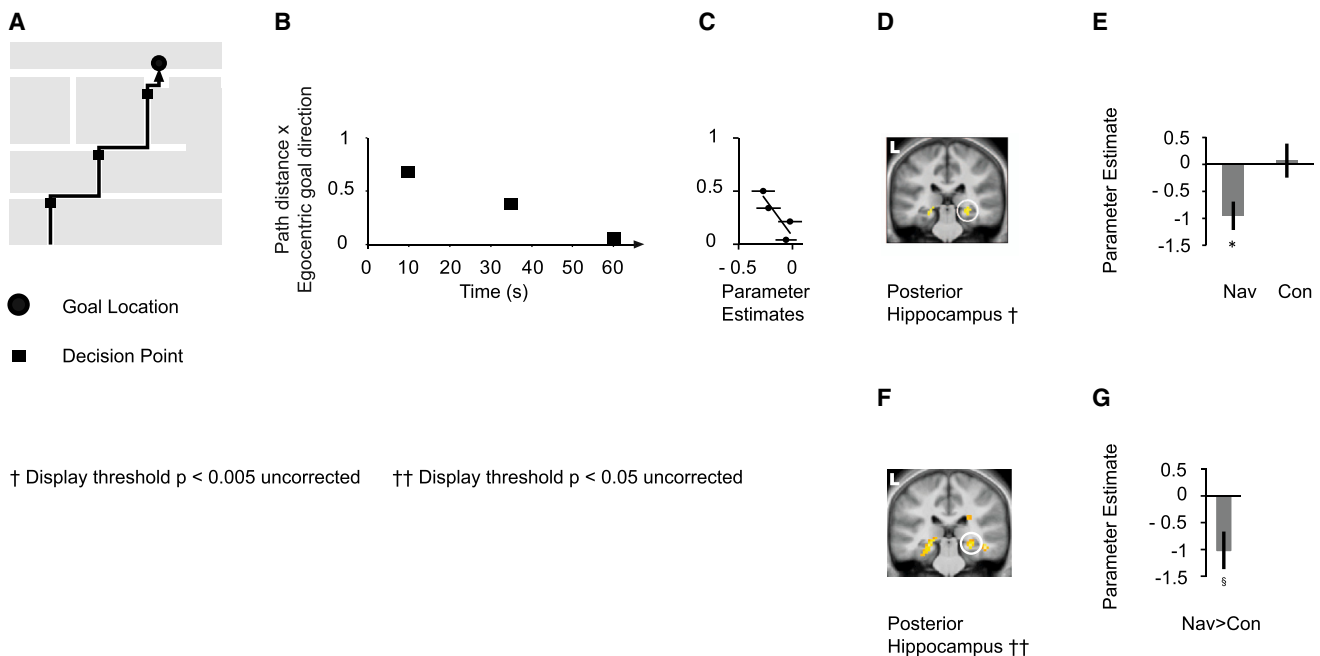 A
Goal Location
Decision Point
B
Path distance x
Egocentric goal direction
1
0.5
0
0 10 20 30 40 50 60
Time (s)
C
1
0.5
0
- 0.5 0
Parameter
Estimates
D
L
Posterior
Hippocampus †
E
Parameter Estimate
0.5
0
- 0.5
-1
-1.5
*
Nav Con
F
L
Posterior
Hippocampus ††
G
Parameter Estimate
0.5
0
- 0.5
-1
-1.5
§
Nav>Con
† Display threshold p < 0.005 uncorrected †† Display threshold p < 0.05 uncorrected